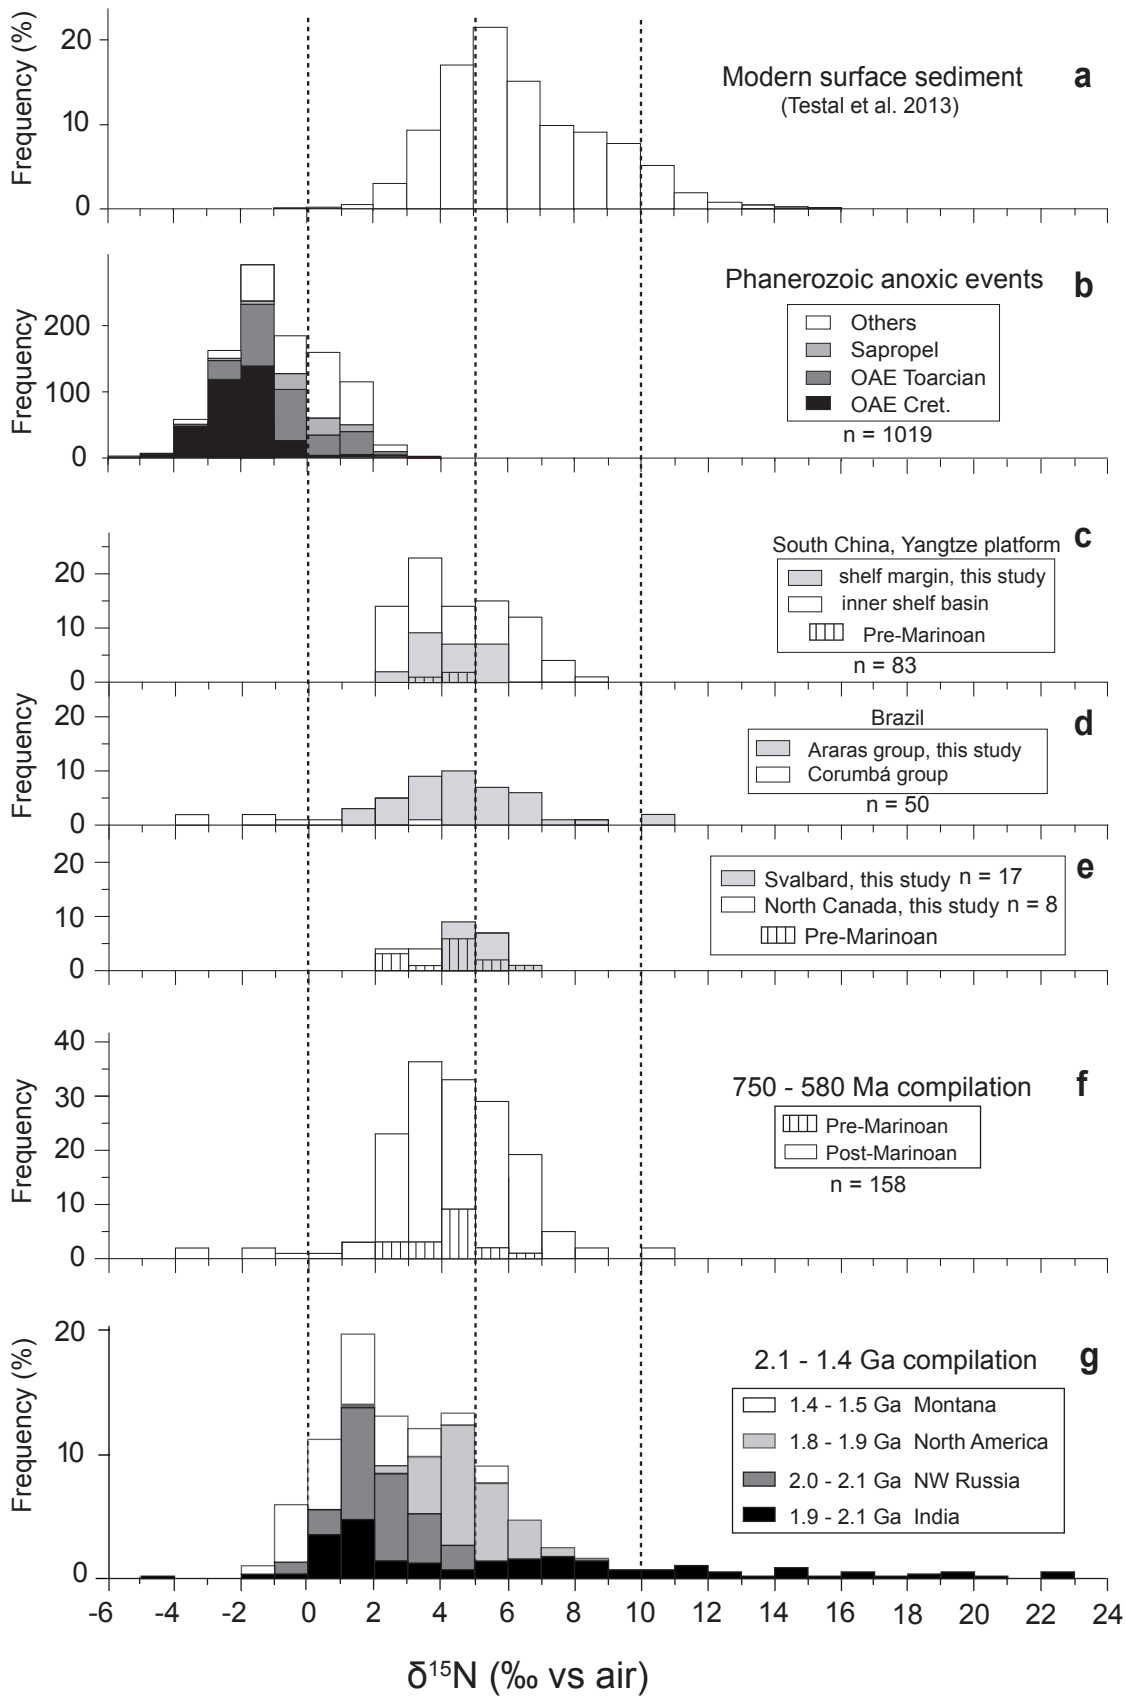 Frequency (%)
20
10
0
Modern surface sediment
(Testal et al. 2013)
a
Frequency
200
100
0
Phanerozoic anoxic events
b
Others
Sapropel
OAE Toarcian
OAE Cret.
n = 1019
20
10
0
South China, Yangtze platform
c
shelf margin, this study
inner shelf basin
Pre-Marinoan
n = 83
Frequency
20
10
0
Brazil
d
Araras group, this study
Corumbá group
n = 50
20
10
0
e
Svalbard, this study n = 17
North Canada, this study n = 8
Pre-Marinoan
Frequency
40
30
20
10
0
750 - 580 Ma compilation
f
Pre-Marinoan
Post-Marinoan
n = 158
Frequency (%)
20
10
0
2.1 - 1.4 Ga compilation
g
1.4 - 1.5 Ga Montana
1.8 - 1.9 Ga North America
2.0 - 2.1 Ga NW Russia
1.9 - 2.1 Ga India
-6 -4 -2 0 2 4 6 8 10 12 14 16 18 20 22 24
δ¹⁵N (‰ vs air)